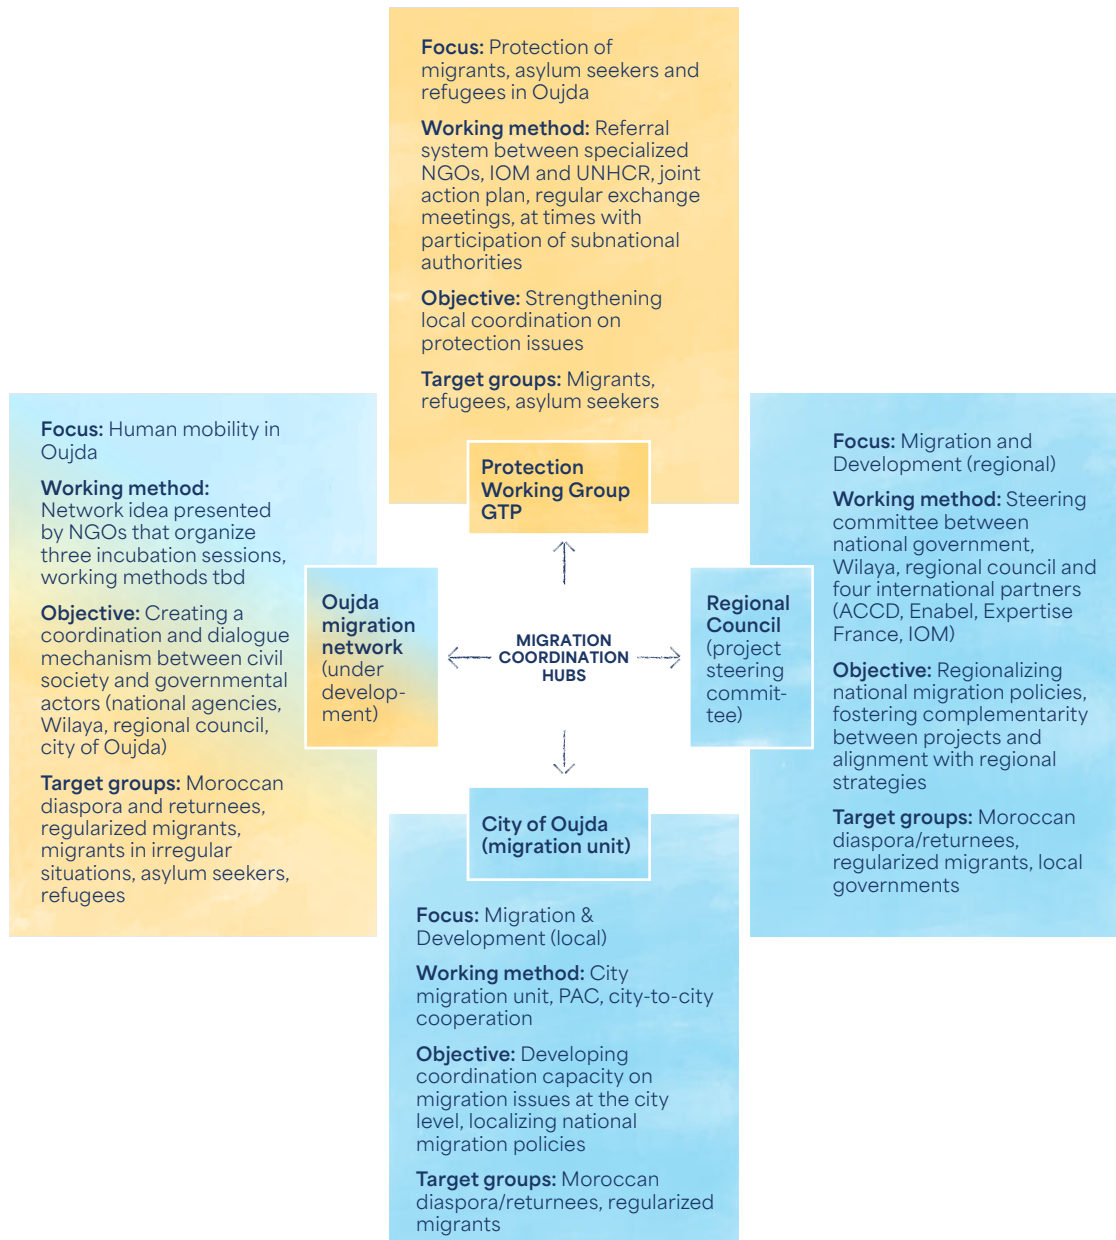 Focus: Protection of
migrants, asylum seekers and
refugees in Oujda
Working method: Referral
system between specialized
NGOs, IOM and UNHCR, joint
action plan, regular exchange
meetings, at times with
participation of subnational
authorities
Objective: Strengthening
local coordination on
protection issues
Target groups: Migrants,
refugees, asylum seekers
Protection
Working Group
GTP
Focus: Human mobility in
Oujda
Working method:
Network idea presented
by NGOs that organize
three incubation sessions,
working methods tbd
Objective: Creating a
coordination and dialogue
mechanism between civil
society and governmental
actors (national agencies,
Wilaya, regional council,
city of Oujda)
Target groups: Moroccan
diaspora and returnees,
regularized migrants,
migrants in irregular
situations, asylum seekers,
refugees
Oujda
migration
network
(under
develop-
ment)
MIGRATION
COORDINATION
HUBS
Regional
Council
(project
steering
commit-
tee)
Focus: Migration and
Development (regional)
Working method: Steering
committee between
national government,
Wilaya, regional council and
four international partners
(ACCD, Enabel, Expertise
France, IOM)
Objective: Regionalizing
national migration policies,
fostering complementarity
between projects and
alignment with regional
strategies
Target groups: Moroccan
diaspora/returnees,
regularized migrants, local
governments
City of Oujda
(migration unit)
Focus: Migration &
Development (local)
Working method: City
migration unit, PAC, city-to-city
cooperation
Objective: Developing
coordination capacity on
migration issues at the city
level, localizing national
migration policies
Target groups: Moroccan
diaspora/returnees, regularized
migrants